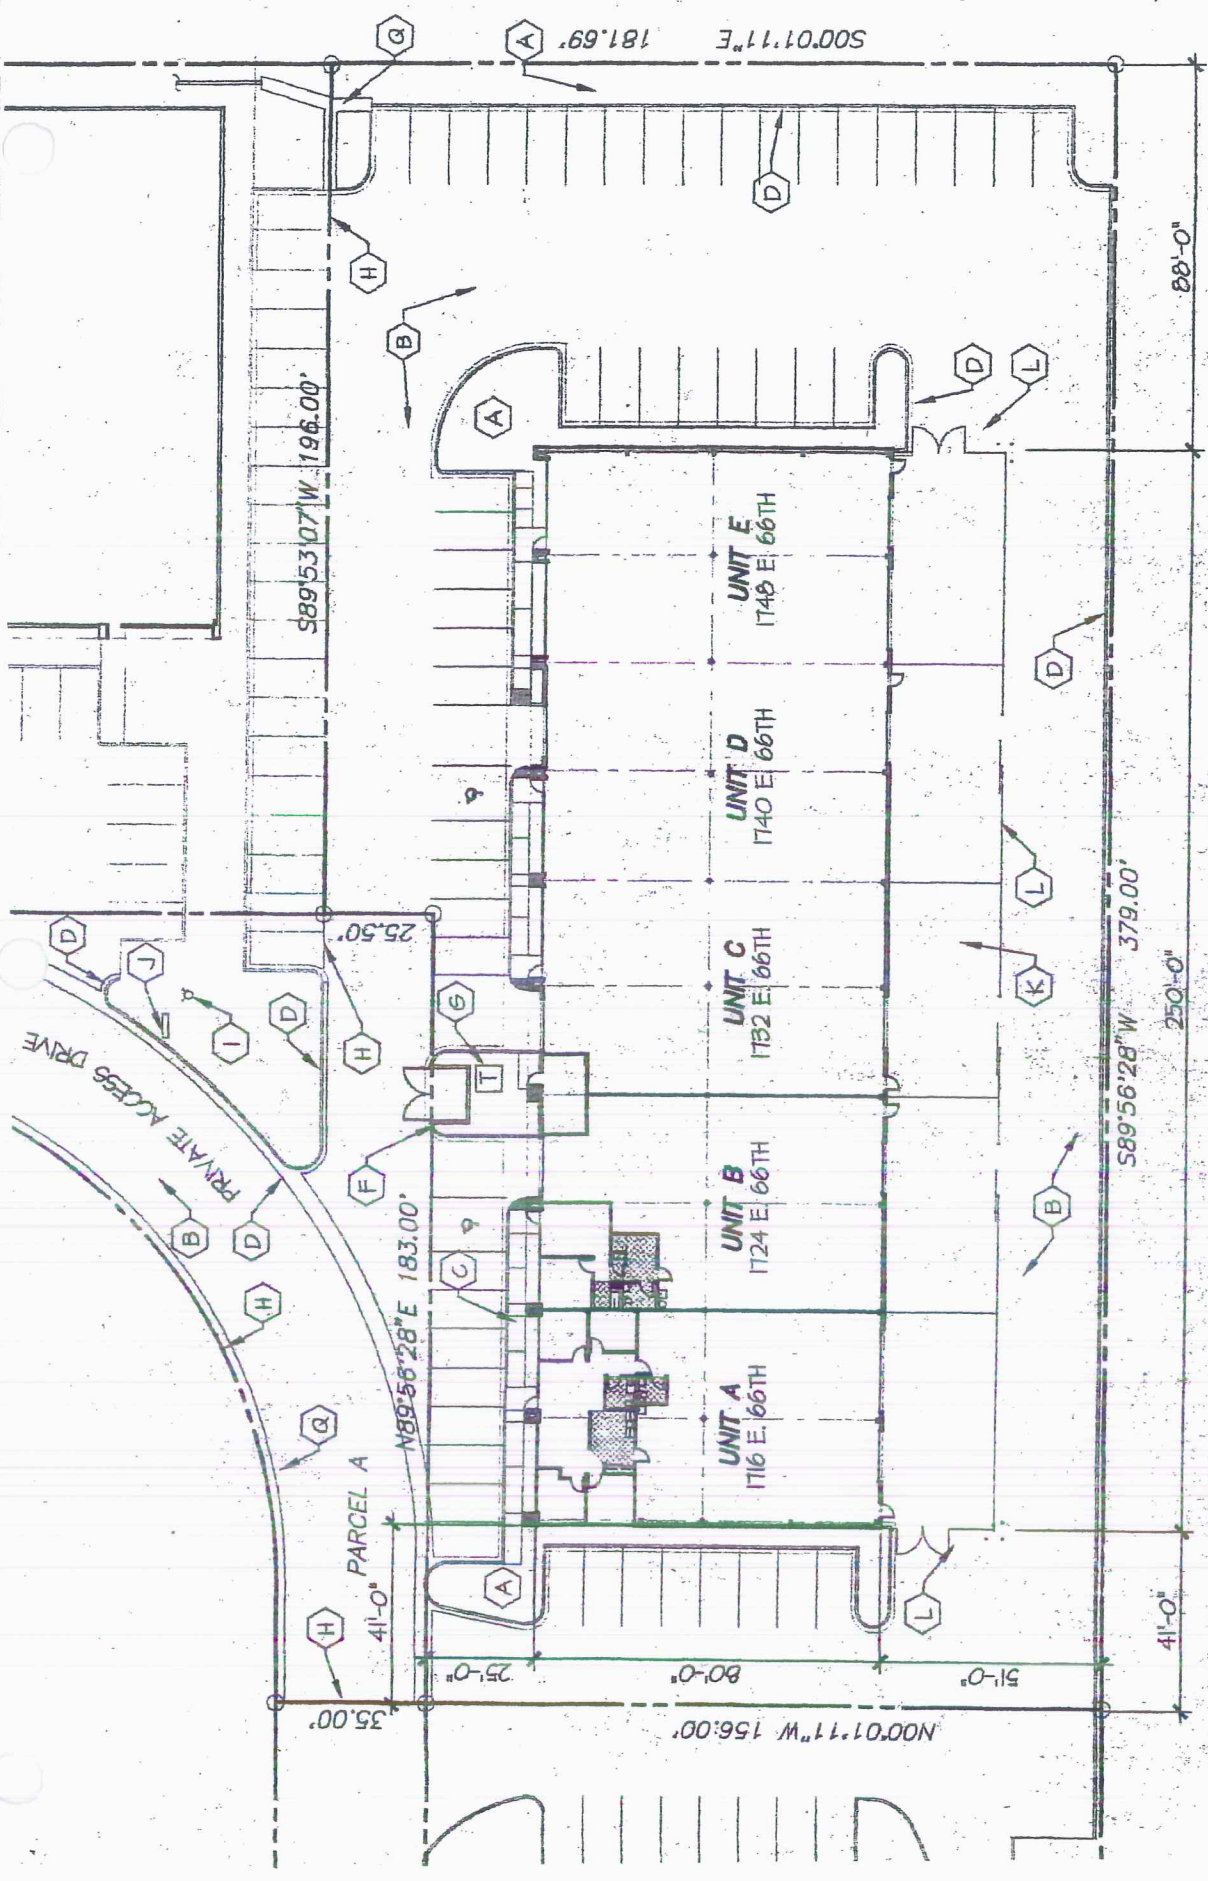 S00°01'11"E 181.69'
A
Q
D
H
B
88'-0"
S89°53'07"W 196.00'
A
D
L
UNIT E
1748 E. 66TH
D
UNIT D
1740 E. 66TH
L
S89°56'28"W 379.00'
250'-0"
25.50'
D
J
I
D
H
G
T
UNIT C
1732 E. 66TH
K
PRIVATE ACCESS DRIVE
B
D
F
UNIT B
1724 E. 66TH
B
H
N89°56'28"E 183.00'
C
Q
PARCEL A
UNIT A
1716 E. 66TH
A
L
H
41'-0"
41'-0"
35.00'
25'-0"
80'-0"
51'-0"
N00°01'11"W 156.00'